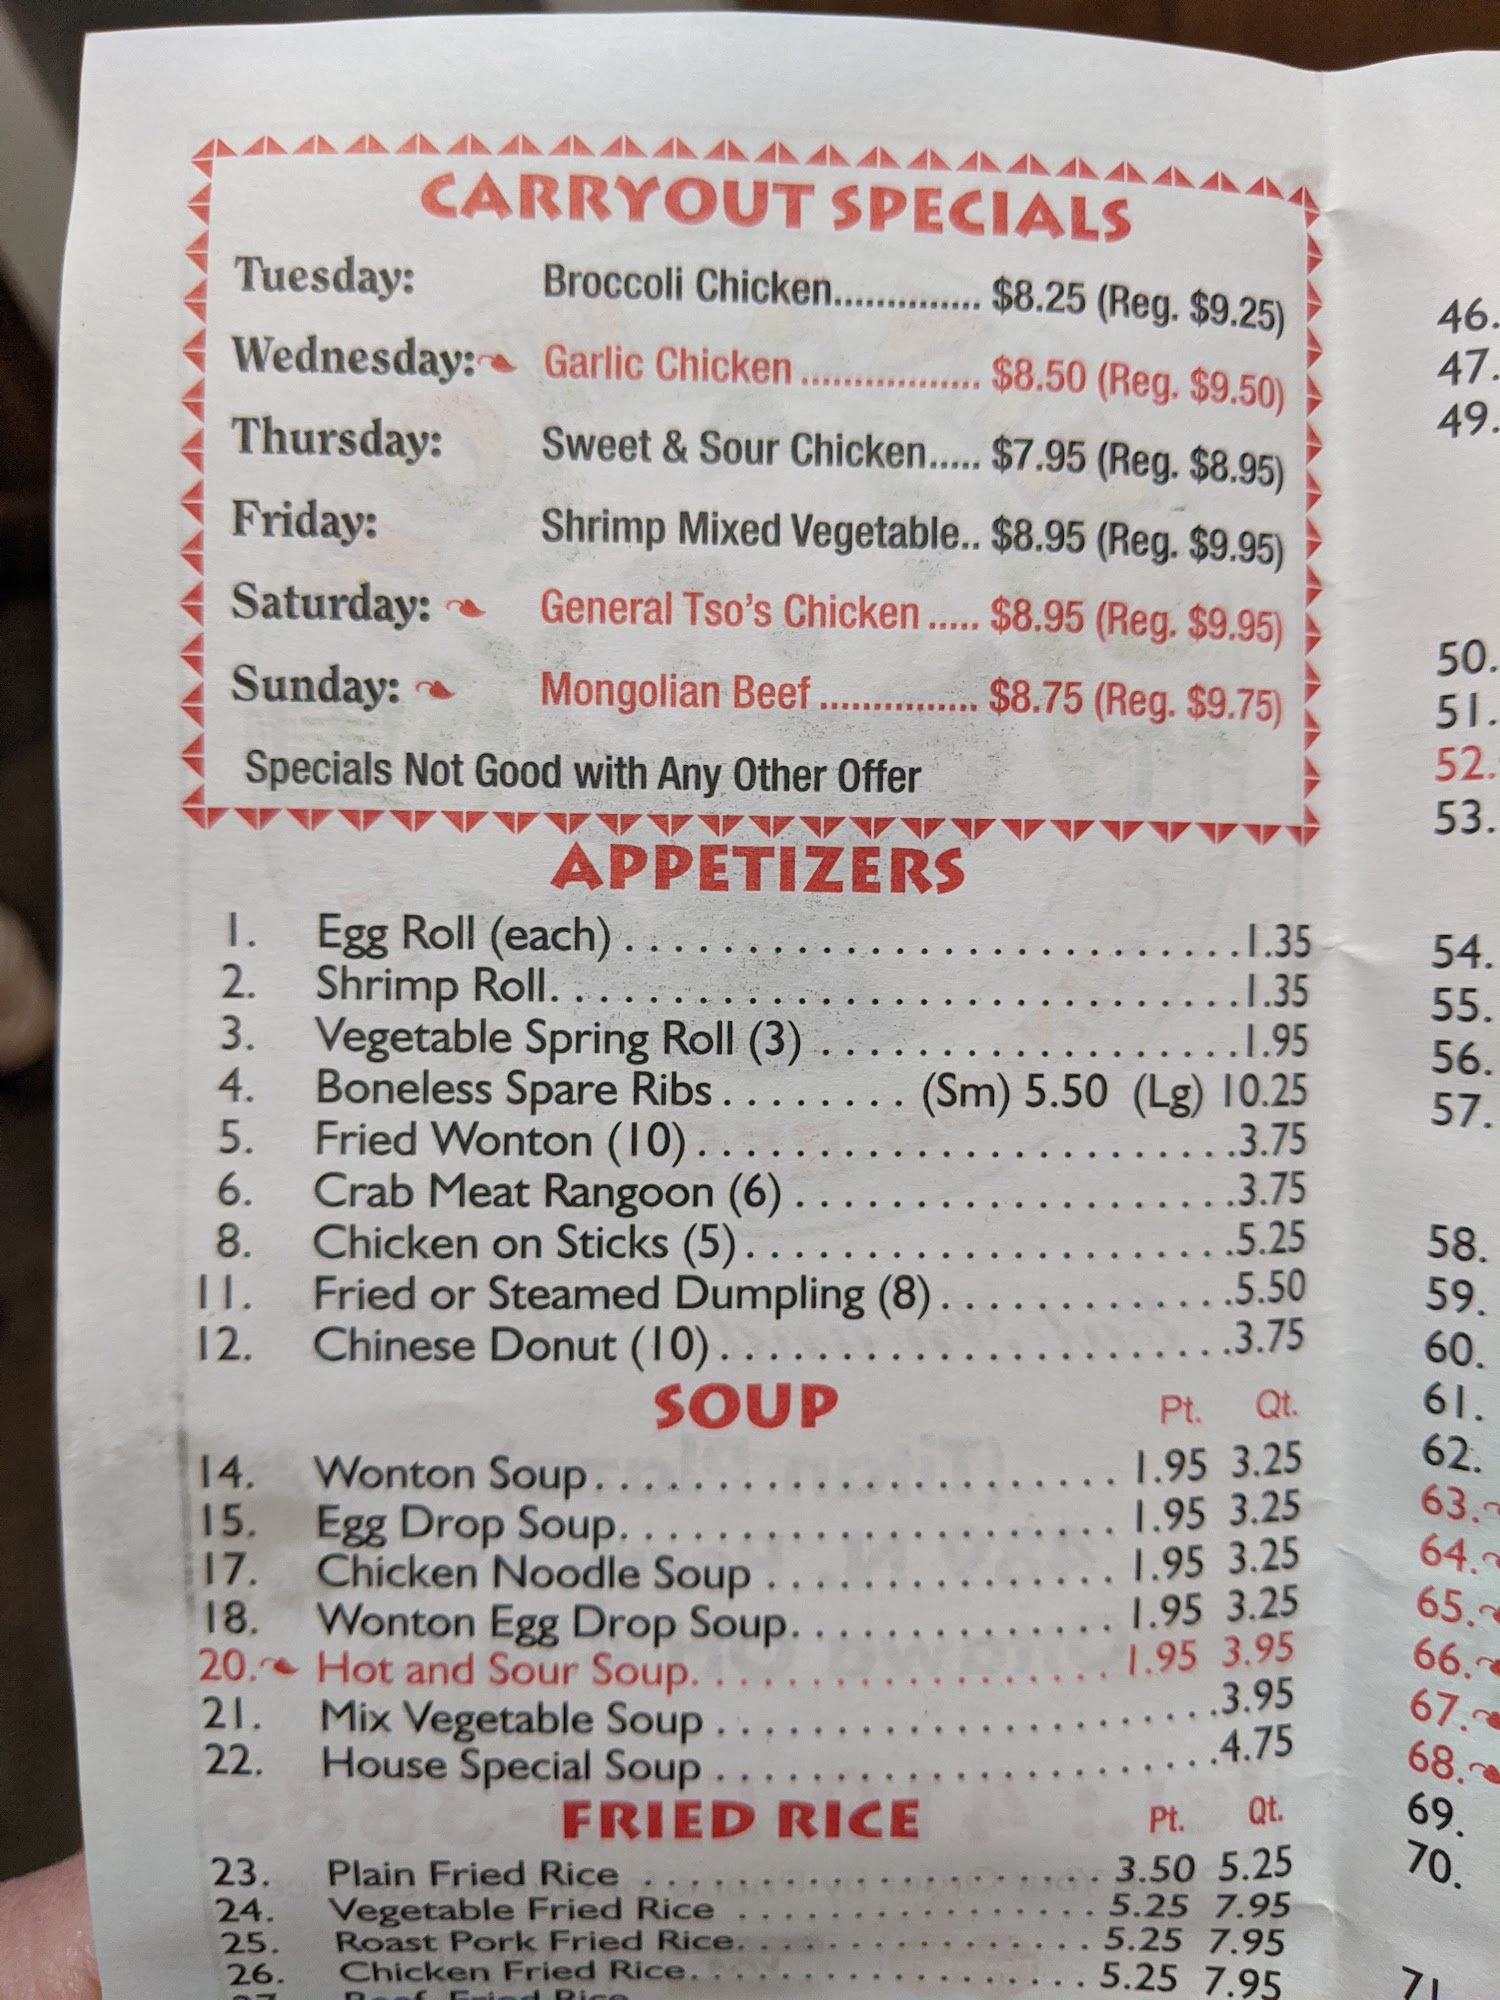 CARRYOUT SPECIALS
Tuesday: Broccoli Chicken.............. $8.25 (Reg. $9.25)
Wednesday: Garlic Chicken ................. $8.50 (Reg. $9.50)
Thursday: Sweet & Sour Chicken..... $7.95 (Reg. $8.95)
Friday: Shrimp Mixed Vegetable.. $8.95 (Reg. $9.95)
Saturday: General Tso's Chicken ..... $8.95 (Reg. $9.95)
Sunday: Mongolian Beef ............... $8.75 (Reg. $9.75)
Specials Not Good with Any Other Offer
APPETIZERS
1. Egg Roll (each) . . . . . . . . . . . . . . . . . . . . . . . . . .1.35
2. Shrimp Roll. . . . . . . . . . . . . . . . . . . . . . . . . . . . .1.35
3. Vegetable Spring Roll (3) . . . . . . . . . . . . . . . . . .1.95
4. Boneless Spare Ribs . . . . . . . . (Sm) 5.50 (Lg) 10.25
5. Fried Wonton (10) . . . . . . . . . . . . . . . . . . . . . . .3.75
6. Crab Meat Rangoon (6) . . . . . . . . . . . . . . . . . . .3.75
8. Chicken on Sticks (5) . . . . . . . . . . . . . . . . . . . . .5.25
11. Fried or Steamed Dumpling (8) . . . . . . . . . . . . .5.50
12. Chinese Donut (10) . . . . . . . . . . . . . . . . . . . . . .3.75
SOUP Pt. Qt.
14. Wonton Soup . . . . . . . . . . . . . . . . . . . . . . 1.95 3.25
15. Egg Drop Soup. . . . . . . . . . . . . . . . . . . . . 1.95 3.25
17. Chicken Noodle Soup . . . . . . . . . . . . . . . 1.95 3.25
18. Wonton Egg Drop Soup. . . . . . . . . . . . . . 1.95 3.25
20. Hot and Sour Soup. . . . . . . . . . . . . . . . . . 1.95 3.95
21. Mix Vegetable Soup . . . . . . . . . . . . . . . . . . . . .3.95
22. House Special Soup . . . . . . . . . . . . . . . . . . . . .4.75
FRIED RICE Pt. Qt.
23. Plain Fried Rice . . . . . . . . . . . . . . . . . . . 3.50 5.25
24. Vegetable Fried Rice . . . . . . . . . . . . . . . 5.25 7.95
25. Roast Pork Fried Rice. . . . . . . . . . . . . . . 5.25 7.95
26. Chicken Fried Rice. . . . . . . . . . . . . . . . . 5.25 7.95
46.
47.
49.
50.
51.
52.
53.
54.
55.
56.
57.
58.
59.
60.
61.
62.
63.
64.
65.
66.
67.
68.
69.
70.
71